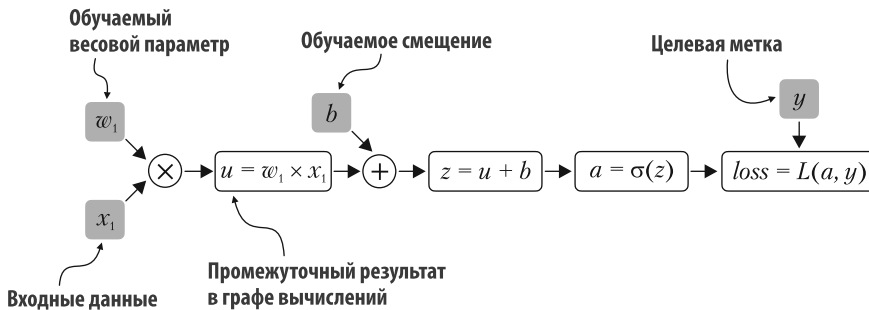 Обучаемый
весовой параметр
Обучаемое смещение
Целевая метка
w₁
b
y
×
u = w₁ × x₁
+
z = u + b
a = σ(z)
loss = L(a, y)
x₁
Промежуточный результат
в графе вычислений
Входные данные